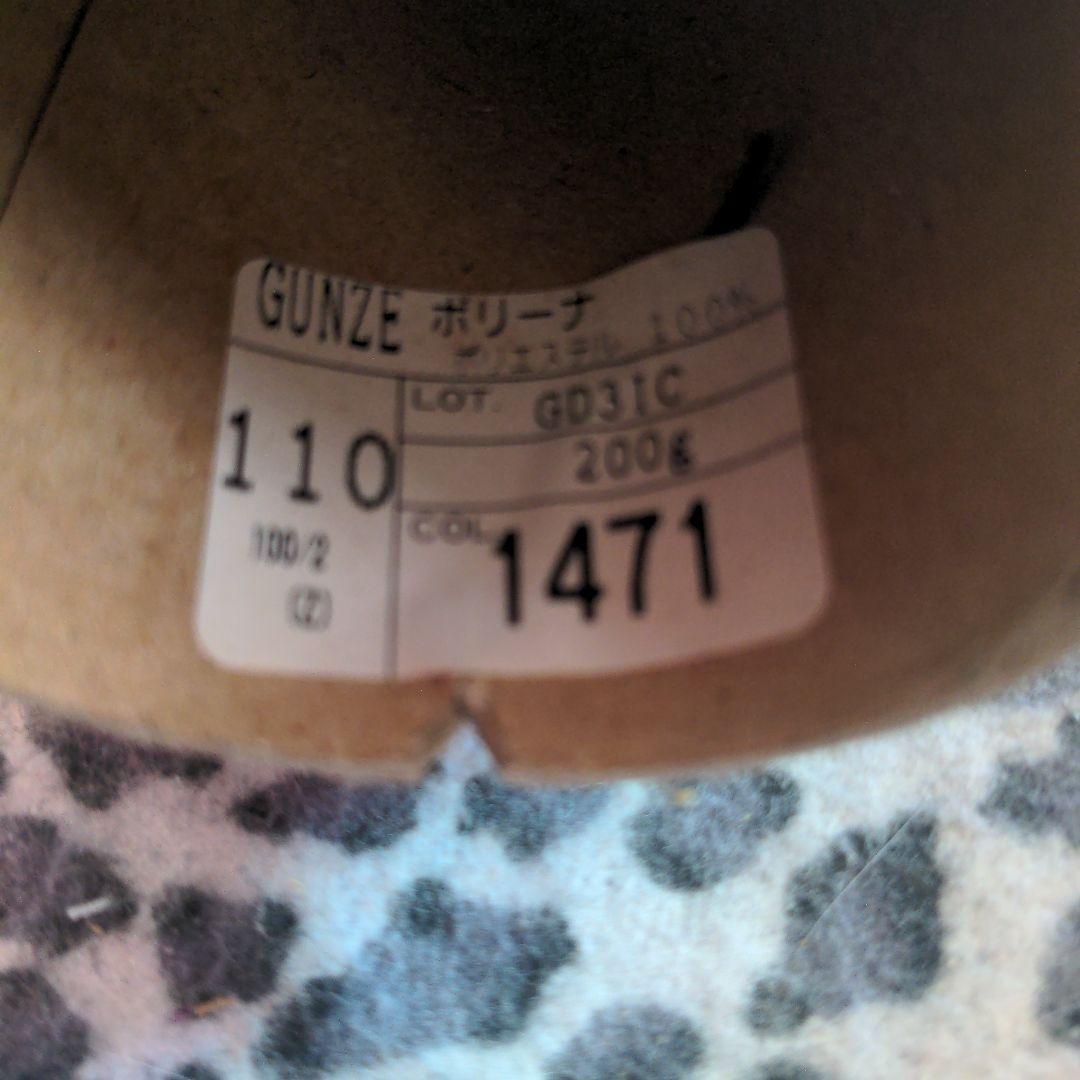 GUNZE ポリーナ
ポリエステル 100%
110
100/2
(Z)
LOT. GD3IC
200g
COL 1471